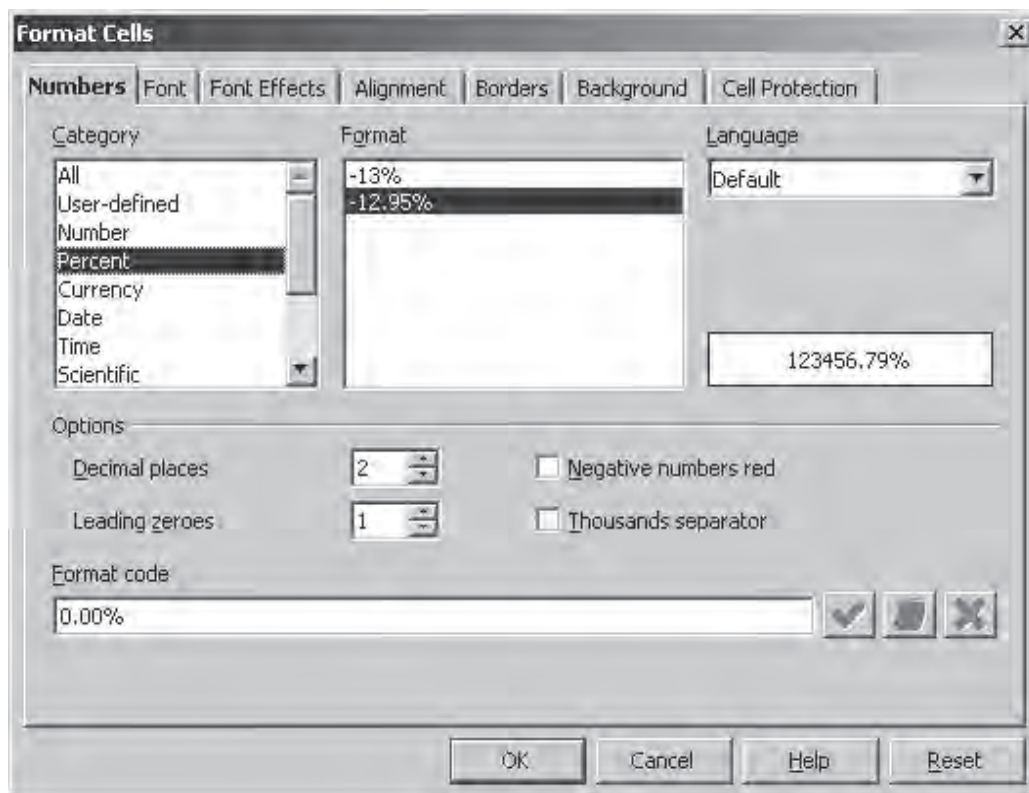 Format Cells
Numbers Font Font Effects Alignment Borders Background Cell Protection
Category
All
User-defined
Number
Percent
Currency
Date
Time
Scientific
Format
-13%
-12.95%
Language
Default
123456.79%
Options
Decimal places 2
Negative numbers red
Leading zeroes 1
Thousands separator
Format code
0.00%
OK Cancel Help Reset